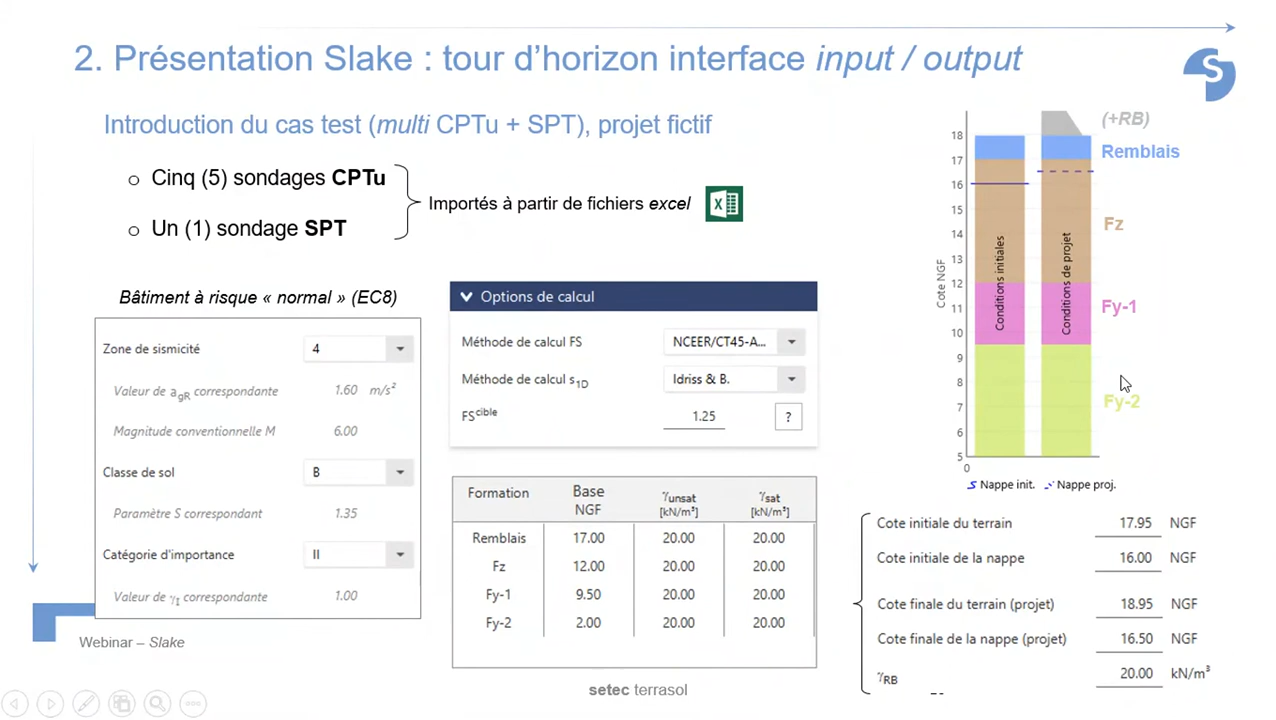 2. Présentation Slake : tour d’horizon interface input / output
S
Introduction du cas test (multi CPTu + SPT), projet fictif
Cinq (5) sondages CPTu
Un (1) sondage SPT
Importés à partir de fichiers excel
Bâtiment à risque « normal » (EC8)
Zone de sismicité 4
Valeur de agR correspondante 1.60 m/s²
Magnitude conventionnelle M 6.00
Classe de sol B
Paramètre S correspondant 1.35
Catégorie d'importance II
Valeur de γI correspondante 1.00
Options de calcul
Méthode de calcul FS NCEER/CT45-A...
Méthode de calcul s1D Idriss & B.
FScible 1.25 ?
Formation Base NGF γunsat [kN/m³] γsat [kN/m³]
Remblais 17.00 20.00 20.00
Fz 12.00 20.00 20.00
Fy-1 9.50 20.00 20.00
Fy-2 2.00 20.00 20.00
(+RB)
Remblais
Fz
Fy-1
Fy-2
Cote NGF
18
17
16
15
14
13
12
11
10
9
8
7
6
5
0
Conditions initiales
Conditions de projet
Nappe init. Nappe proj.
Cote initiale du terrain 17.95 NGF
Cote initiale de la nappe 16.00 NGF
Cote finale du terrain (projet) 18.95 NGF
Cote finale de la nappe (projet) 16.50 NGF
γRB 20.00 kN/m³
Webinar – Slake
setec terrasol